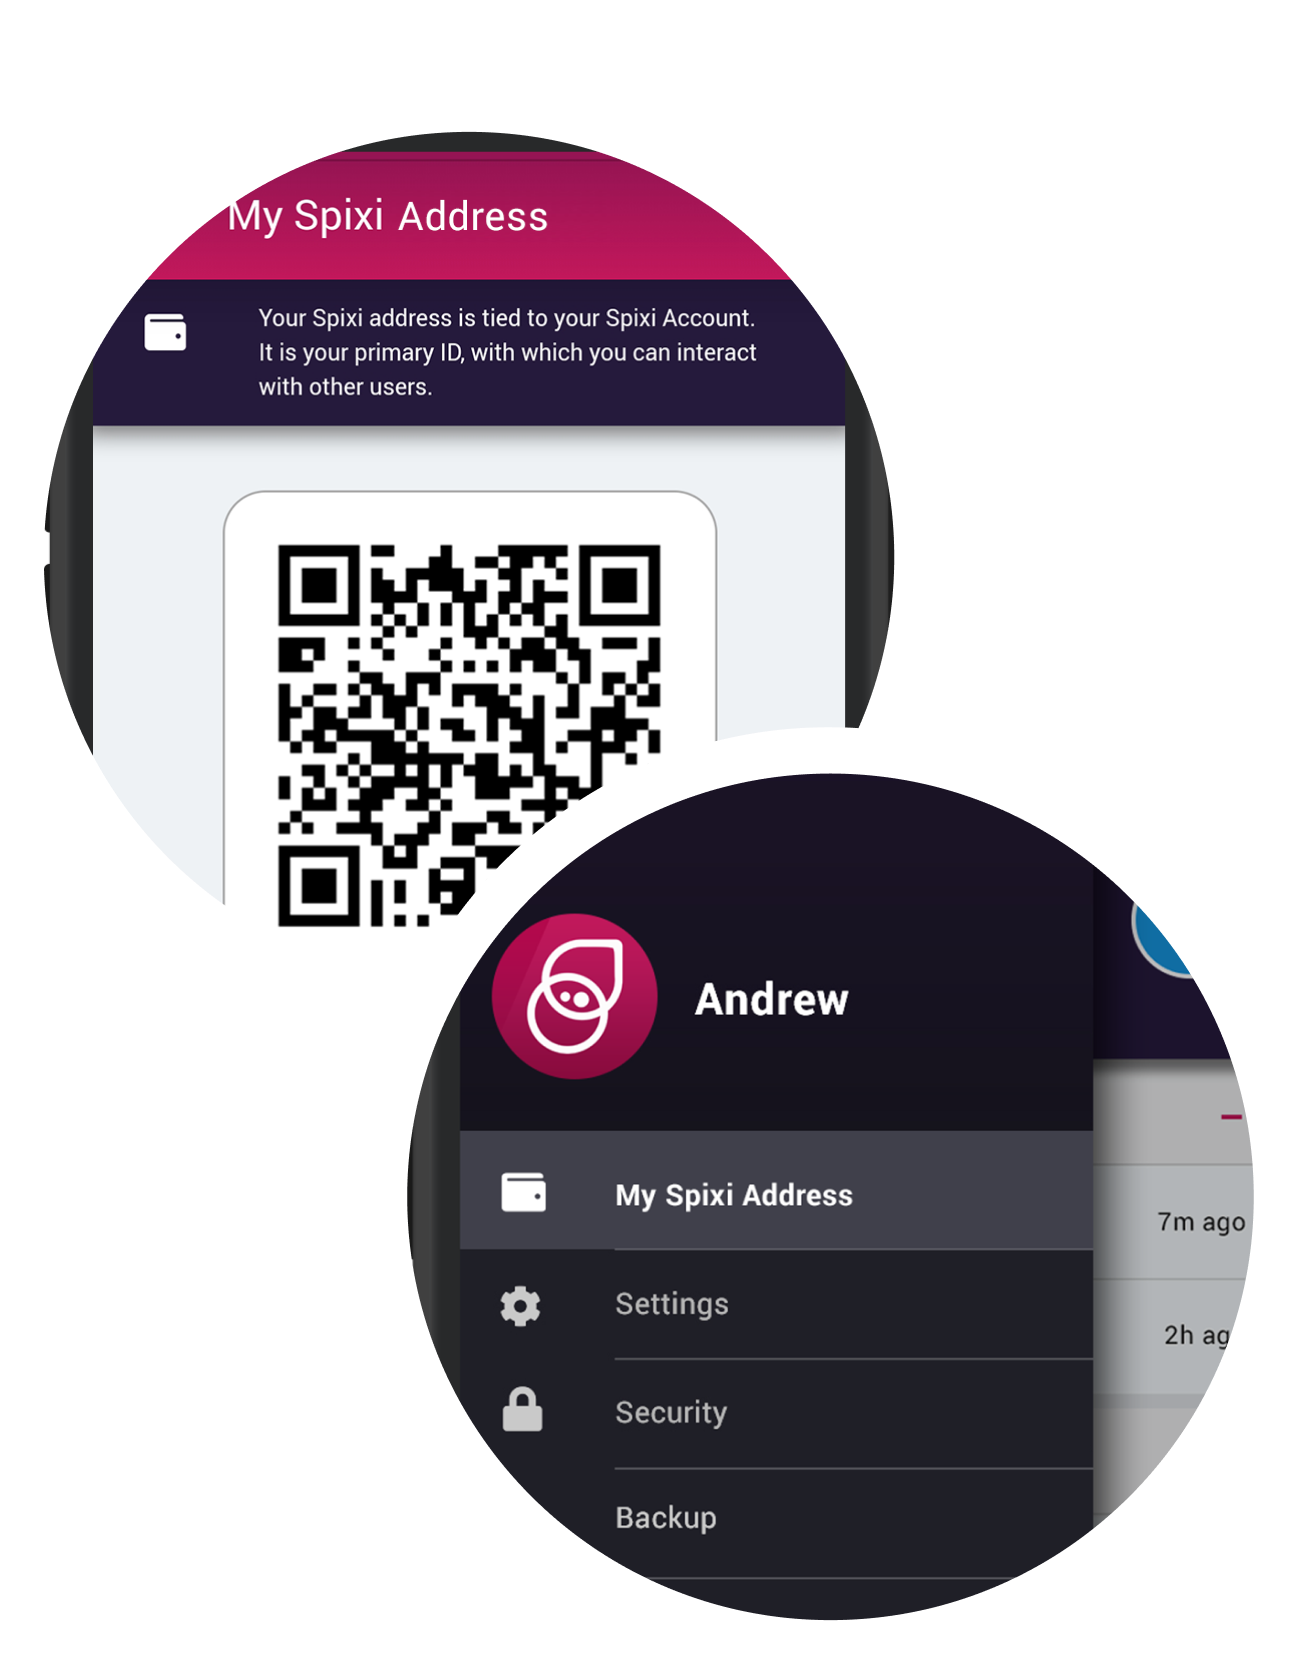 My Spixi Address
Your Spixi address is tied to your Spixi Account.
It is your primary ID, with which you can interact
with other users.
Andrew
My Spixi Address
Settings
Security
Backup
7m ago
2h ag